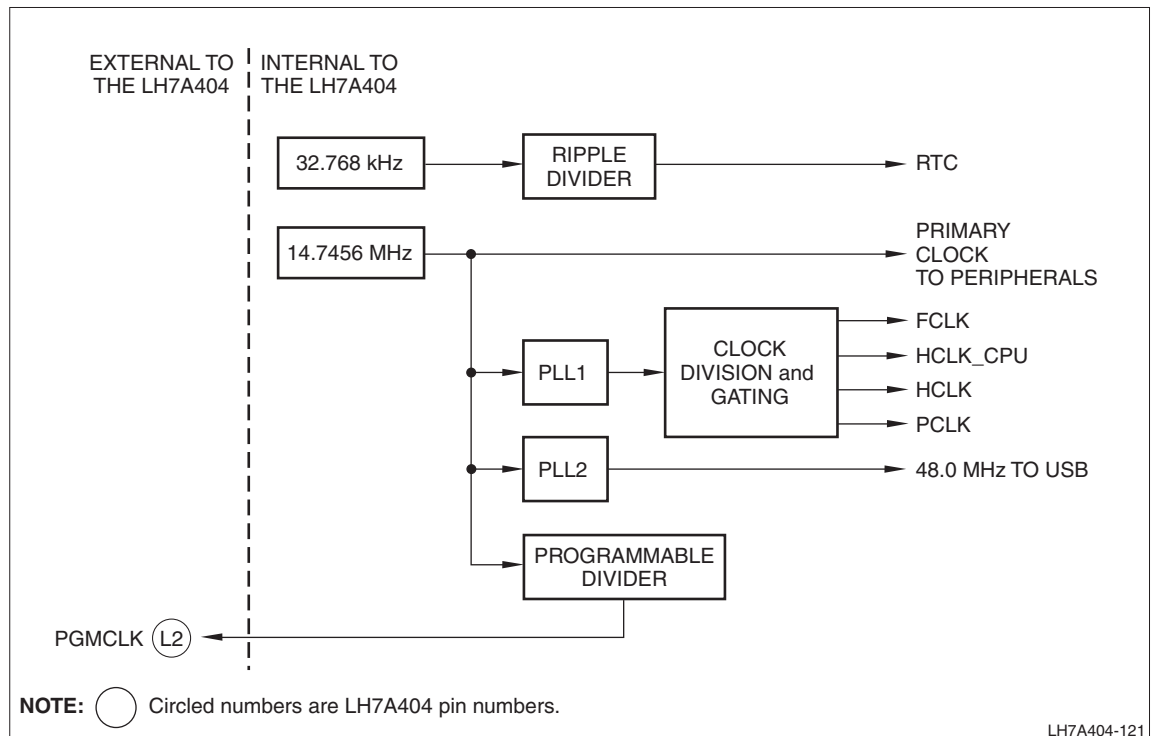 EXTERNAL TO
THE LH7A404
INTERNAL TO
THE LH7A404
32.768 kHz
RIPPLE
DIVIDER
RTC
14.7456 MHz
PRIMARY
CLOCK
TO PERIPHERALS
PLL1
CLOCK
DIVISION and
GATING
FCLK
HCLK_CPU
HCLK
PCLK
PLL2
48.0 MHz TO USB
PROGRAMMABLE
DIVIDER
PGMCLK L2
NOTE: Circled numbers are LH7A404 pin numbers.
LH7A404-121